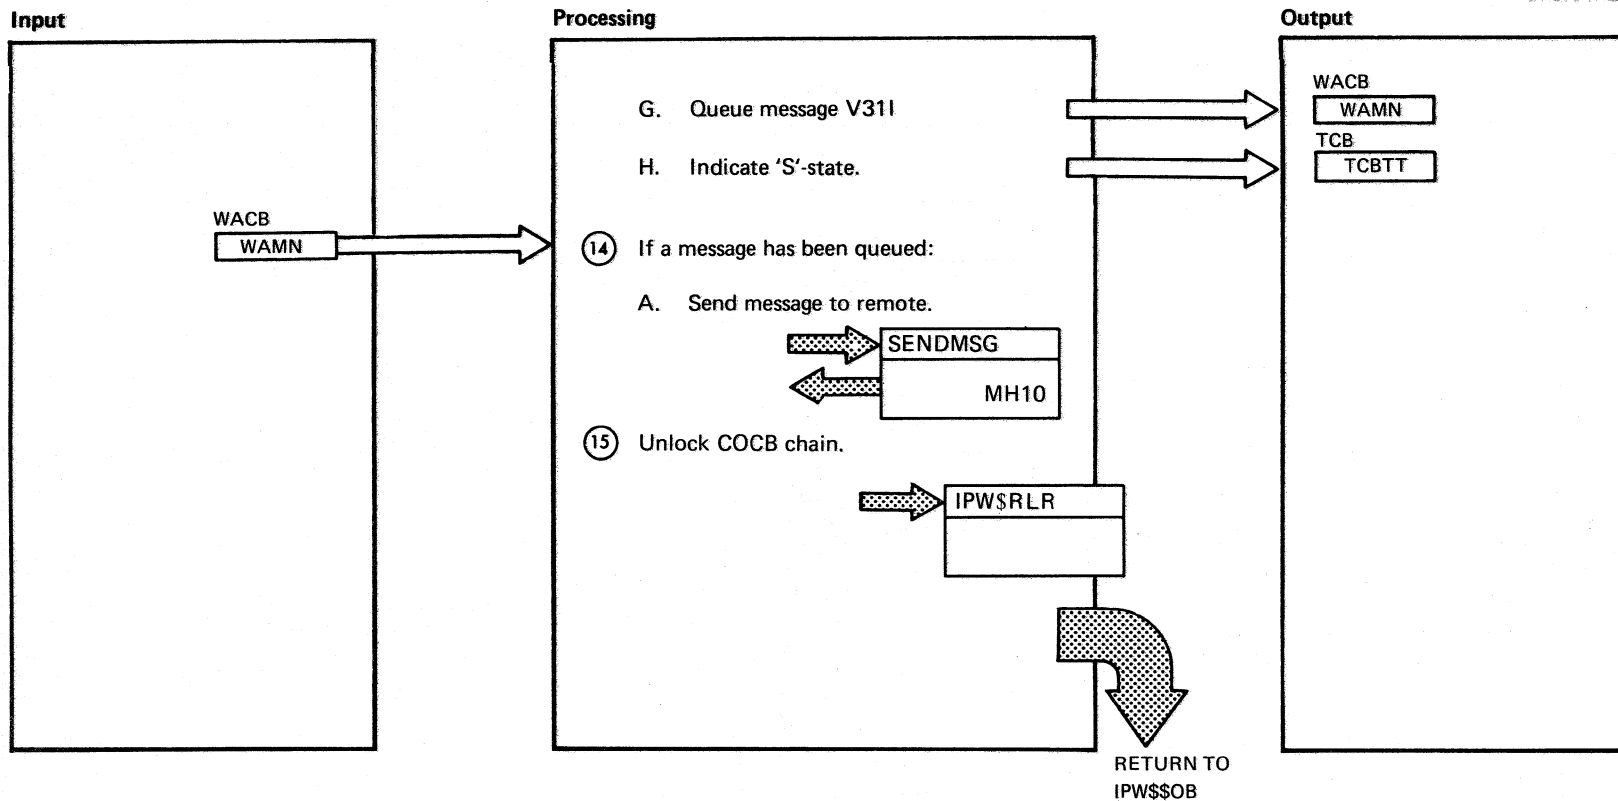 Input
Processing
Output
G. Queue message V31I
WACB
WAMN
H. Indicate 'S'-state.
TCB
TCBTT
WACB
WAMN
14 If a message has been queued:
A. Send message to remote.
SENDMSG
MH10
15 Unlock COCB chain.
IPW$RLR
RETURN TO
IPW$$OB